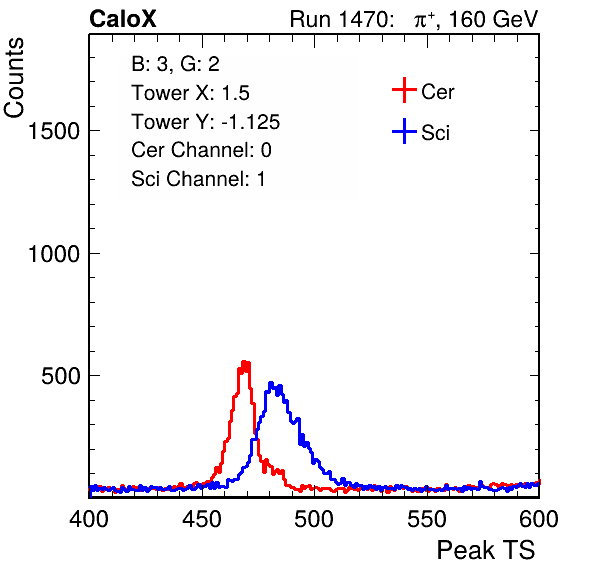 CaloX
Run 1470: π⁺, 160 GeV
Counts
B: 3, G: 2
Tower X: 1.5
Tower Y: -1.125
Cer Channel: 0
Sci Channel: 1
Cer
Sci
1500
1000
500
400 450 500 550 600
Peak TS